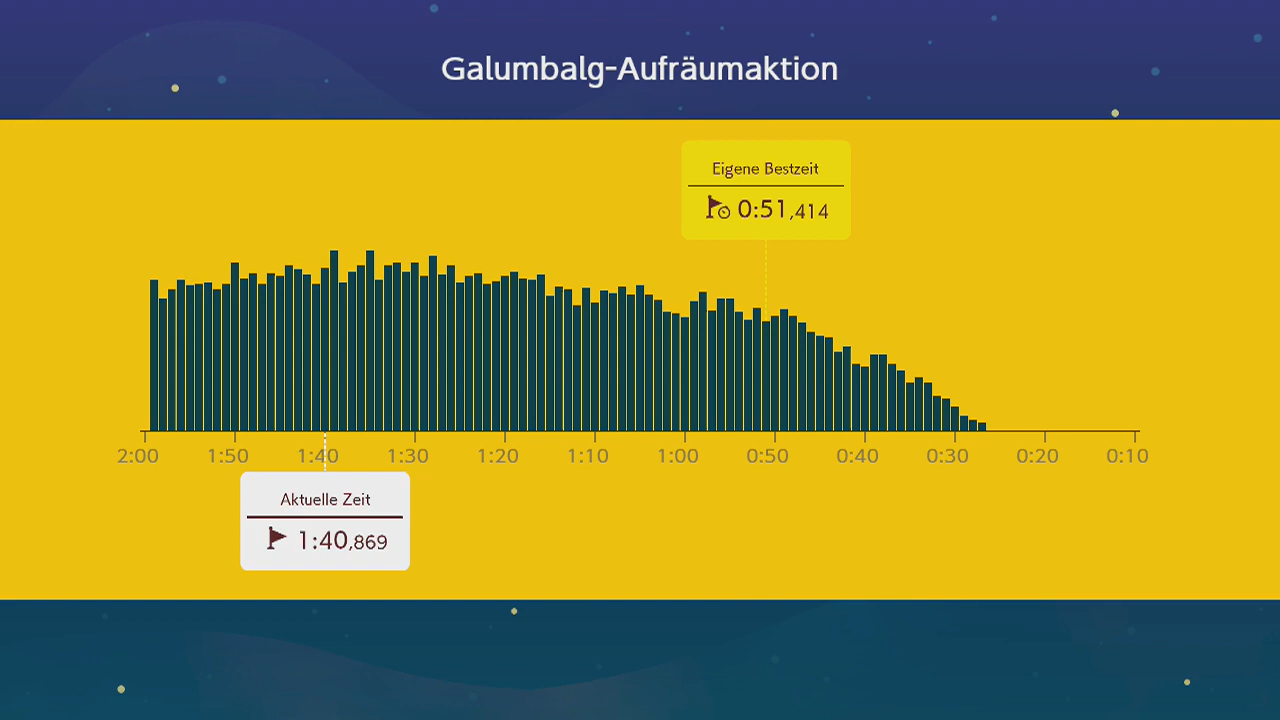 Galumbalg-Aufräumaktion
Eigene Bestzeit
0:51,414
2:00 1:50 1:40 1:30 1:20 1:10 1:00 0:50 0:40 0:30 0:20 0:10
Aktuelle Zeit
1:40,869